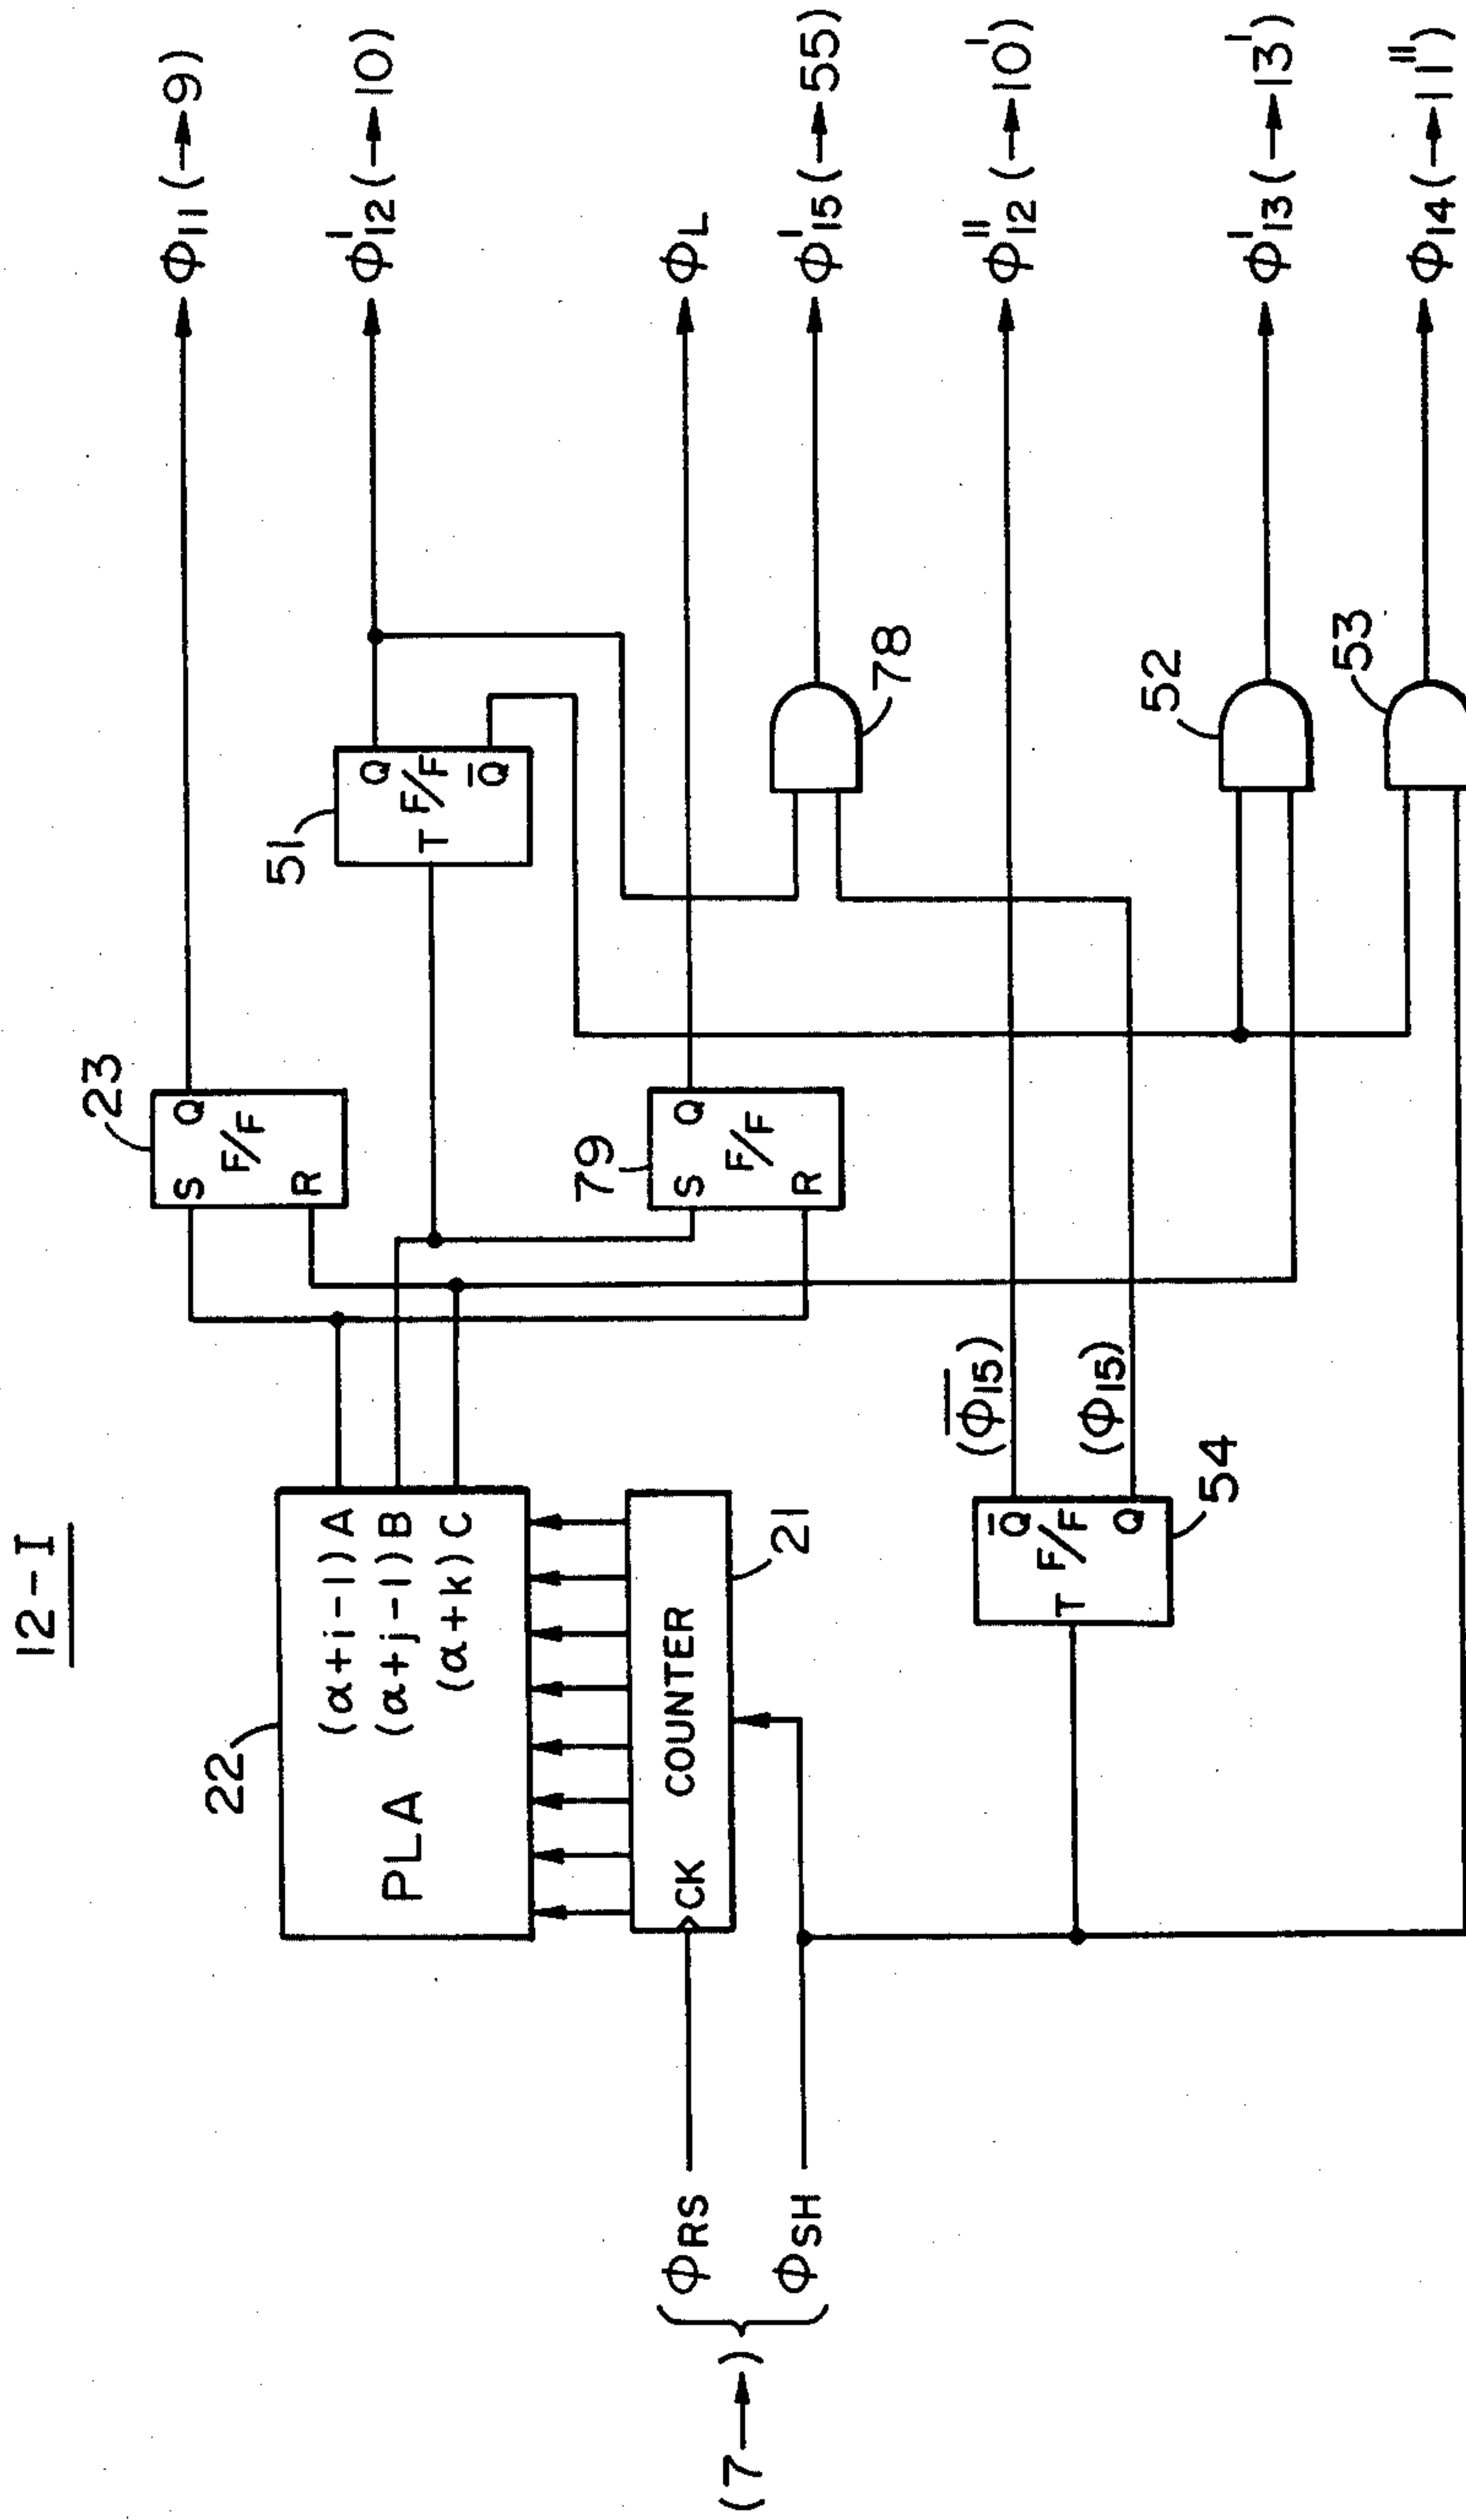 12-I
22
PLA
(α+i-1) A
(α+j-1) B
(α+k) C
23
S Q
F/F
R
φ11 (→9)
51
Q
T F/F
Q̅
φ'12 (→10)
(7→)
φRS
φSH
CK COUNTER
21
79
S Q
F/F
R
φL
78
φ'15 (→55)
54
Q̅
T F/F
Q
(φ̅15)
(φ15)
φ''12 (→10')
52
φ'13 (→13')
53
φ14 (→11'')